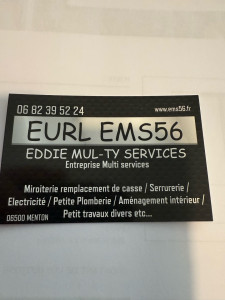 06 82 39 52 24
www.ems56.fr
EURL EMS56
EDDIE MUL-TY SERVICES
Entreprise Multi services
Miroiterie remplacement de casse / Serrurerie /
Electricité / Petite Plomberie / Aménagement intérieur /
Petit travaux divers etc...
06500 MENTON